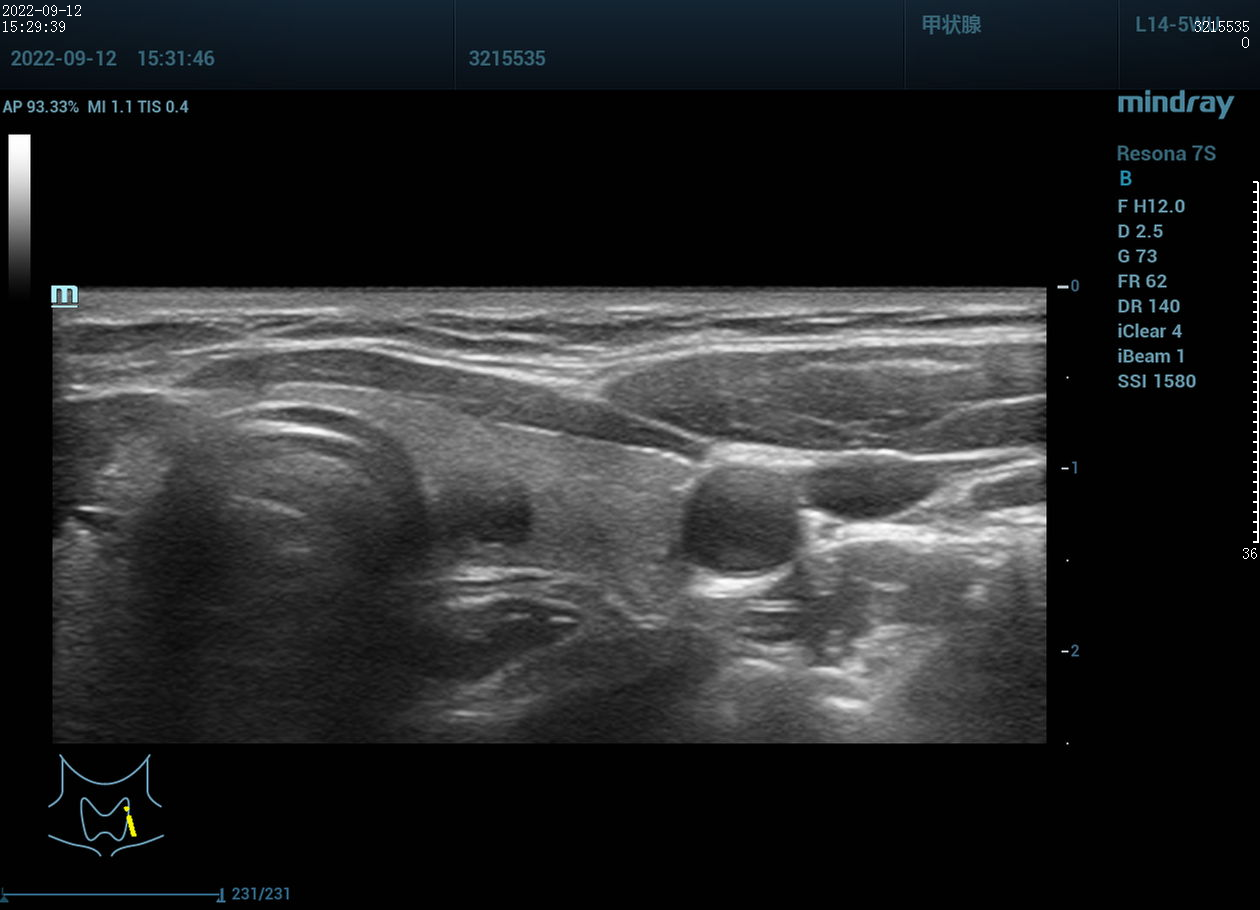 2022-09-12
15:29:39
2022-09-12 15:31:46
3215535
甲状腺
L14-5WU
3215535
0
AP 93.33% MI 1.1 TIS 0.4
mindray
Resona 7S
B
F H12.0
D 2.5
G 73
FR 62
DR 140
iClear 4
iBeam 1
SSI 1580
m
0
1
2
36
231/231